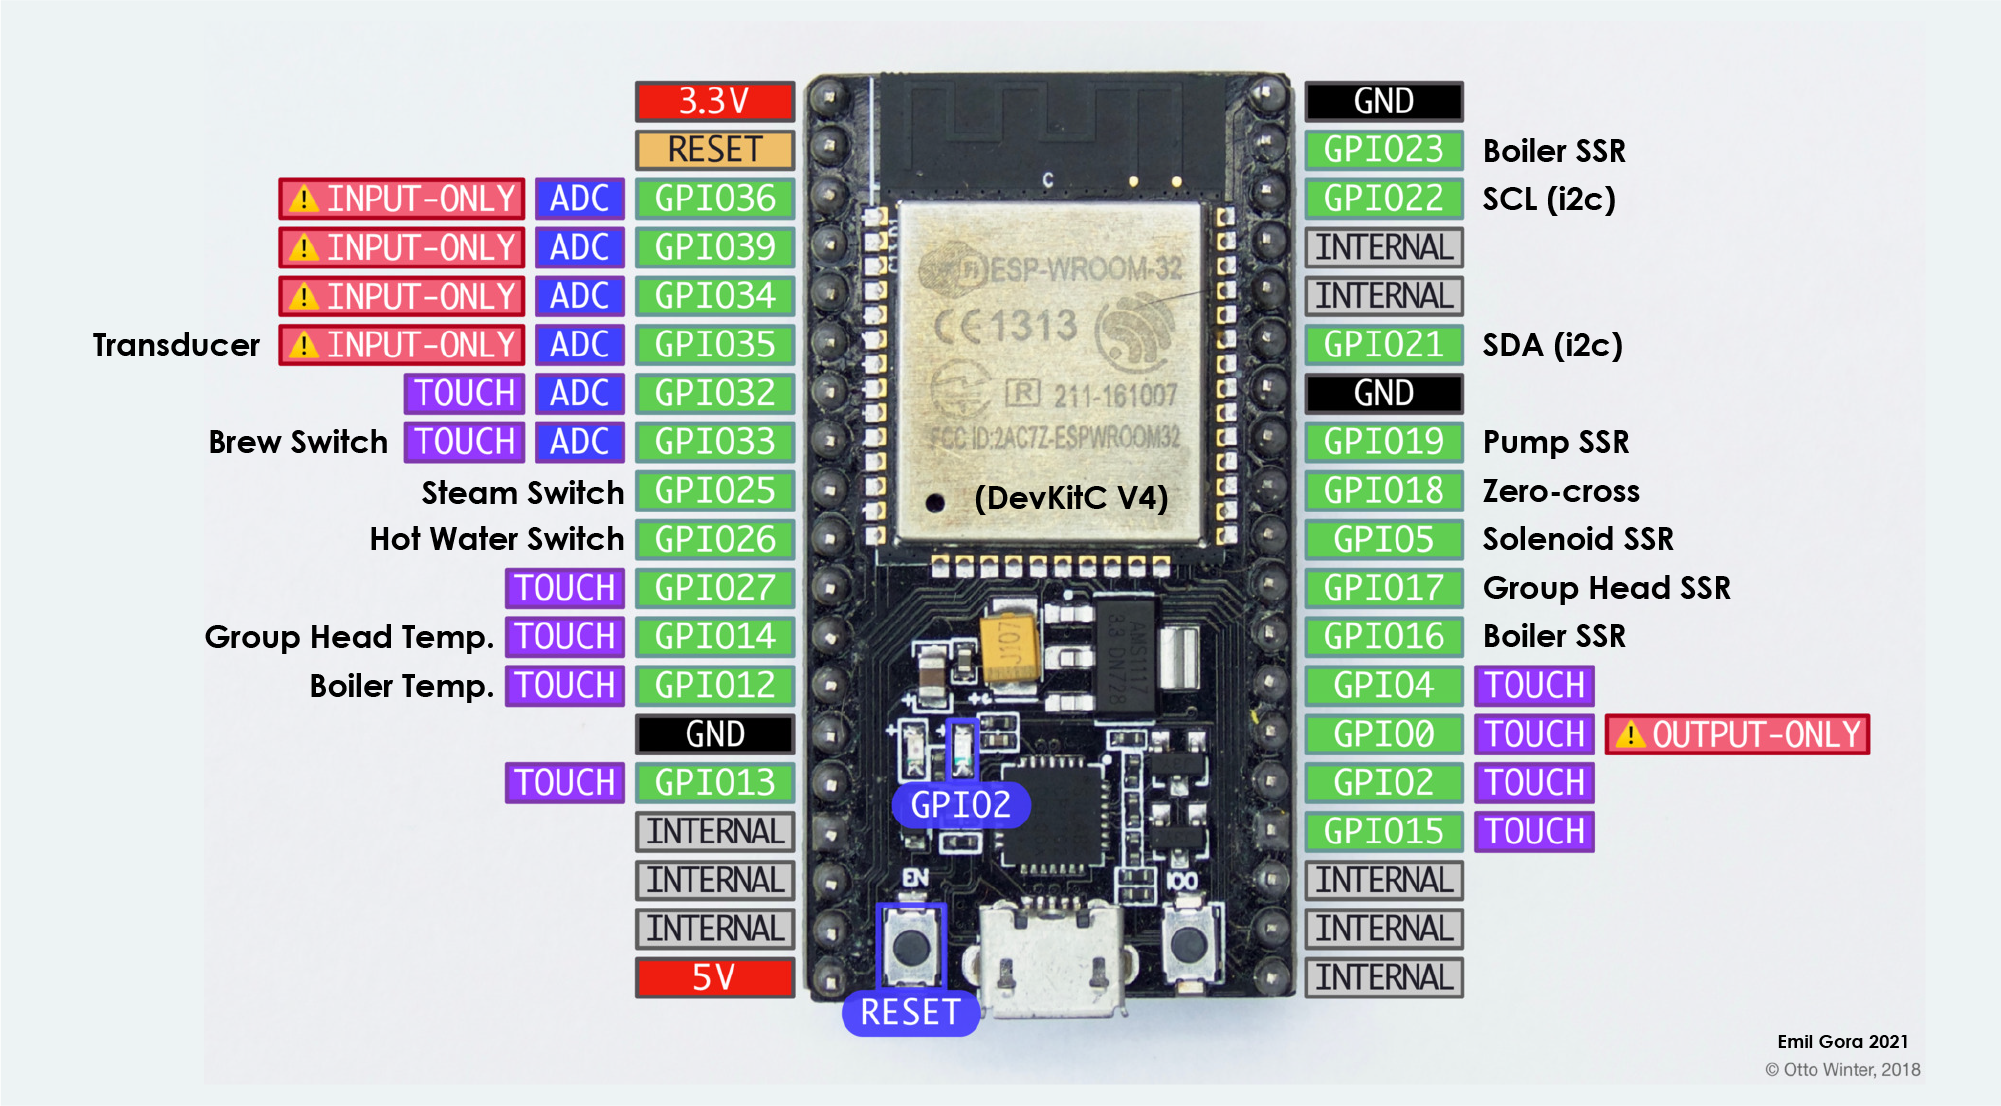 3.3V
GND
RESET
GPIO23 Boiler SSR
⚠ INPUT-ONLY ADC GPIO36
C
GPIO22 SCL (i2c)
⚠ INPUT-ONLY ADC GPIO39
INTERNAL
ESP-WROOM-32
⚠ INPUT-ONLY ADC GPIO34
INTERNAL
CE1313
Transducer ⚠ INPUT-ONLY ADC GPIO35
GPIO21 SDA (i2c)
TOUCH ADC GPIO32
R 211-161007
GND
Brew Switch TOUCH ADC GPIO33
FCC ID:2AC7Z-ESPWROOM32
GPIO19 Pump SSR
Steam Switch GPIO25
(DevKitC V4)
GPIO18 Zero-cross
Hot Water Switch GPIO26
GPIO5 Solenoid SSR
TOUCH GPIO27
GPIO17 Group Head SSR
Group Head Temp. TOUCH GPIO14
J107
AMS1117
3.3 DN728
GPIO16 Boiler SSR
Boiler Temp. TOUCH GPIO12
GPIO4 TOUCH
GND
GPIO0 TOUCH ⚠ OUTPUT-ONLY
TOUCH GPIO13
GPIO2
GPIO2 TOUCH
INTERNAL
GPIO15 TOUCH
INTERNAL
EN
IO0
INTERNAL
INTERNAL
INTERNAL
5V
INTERNAL
RESET
Emil Gora 2021
© Otto Winter, 2018